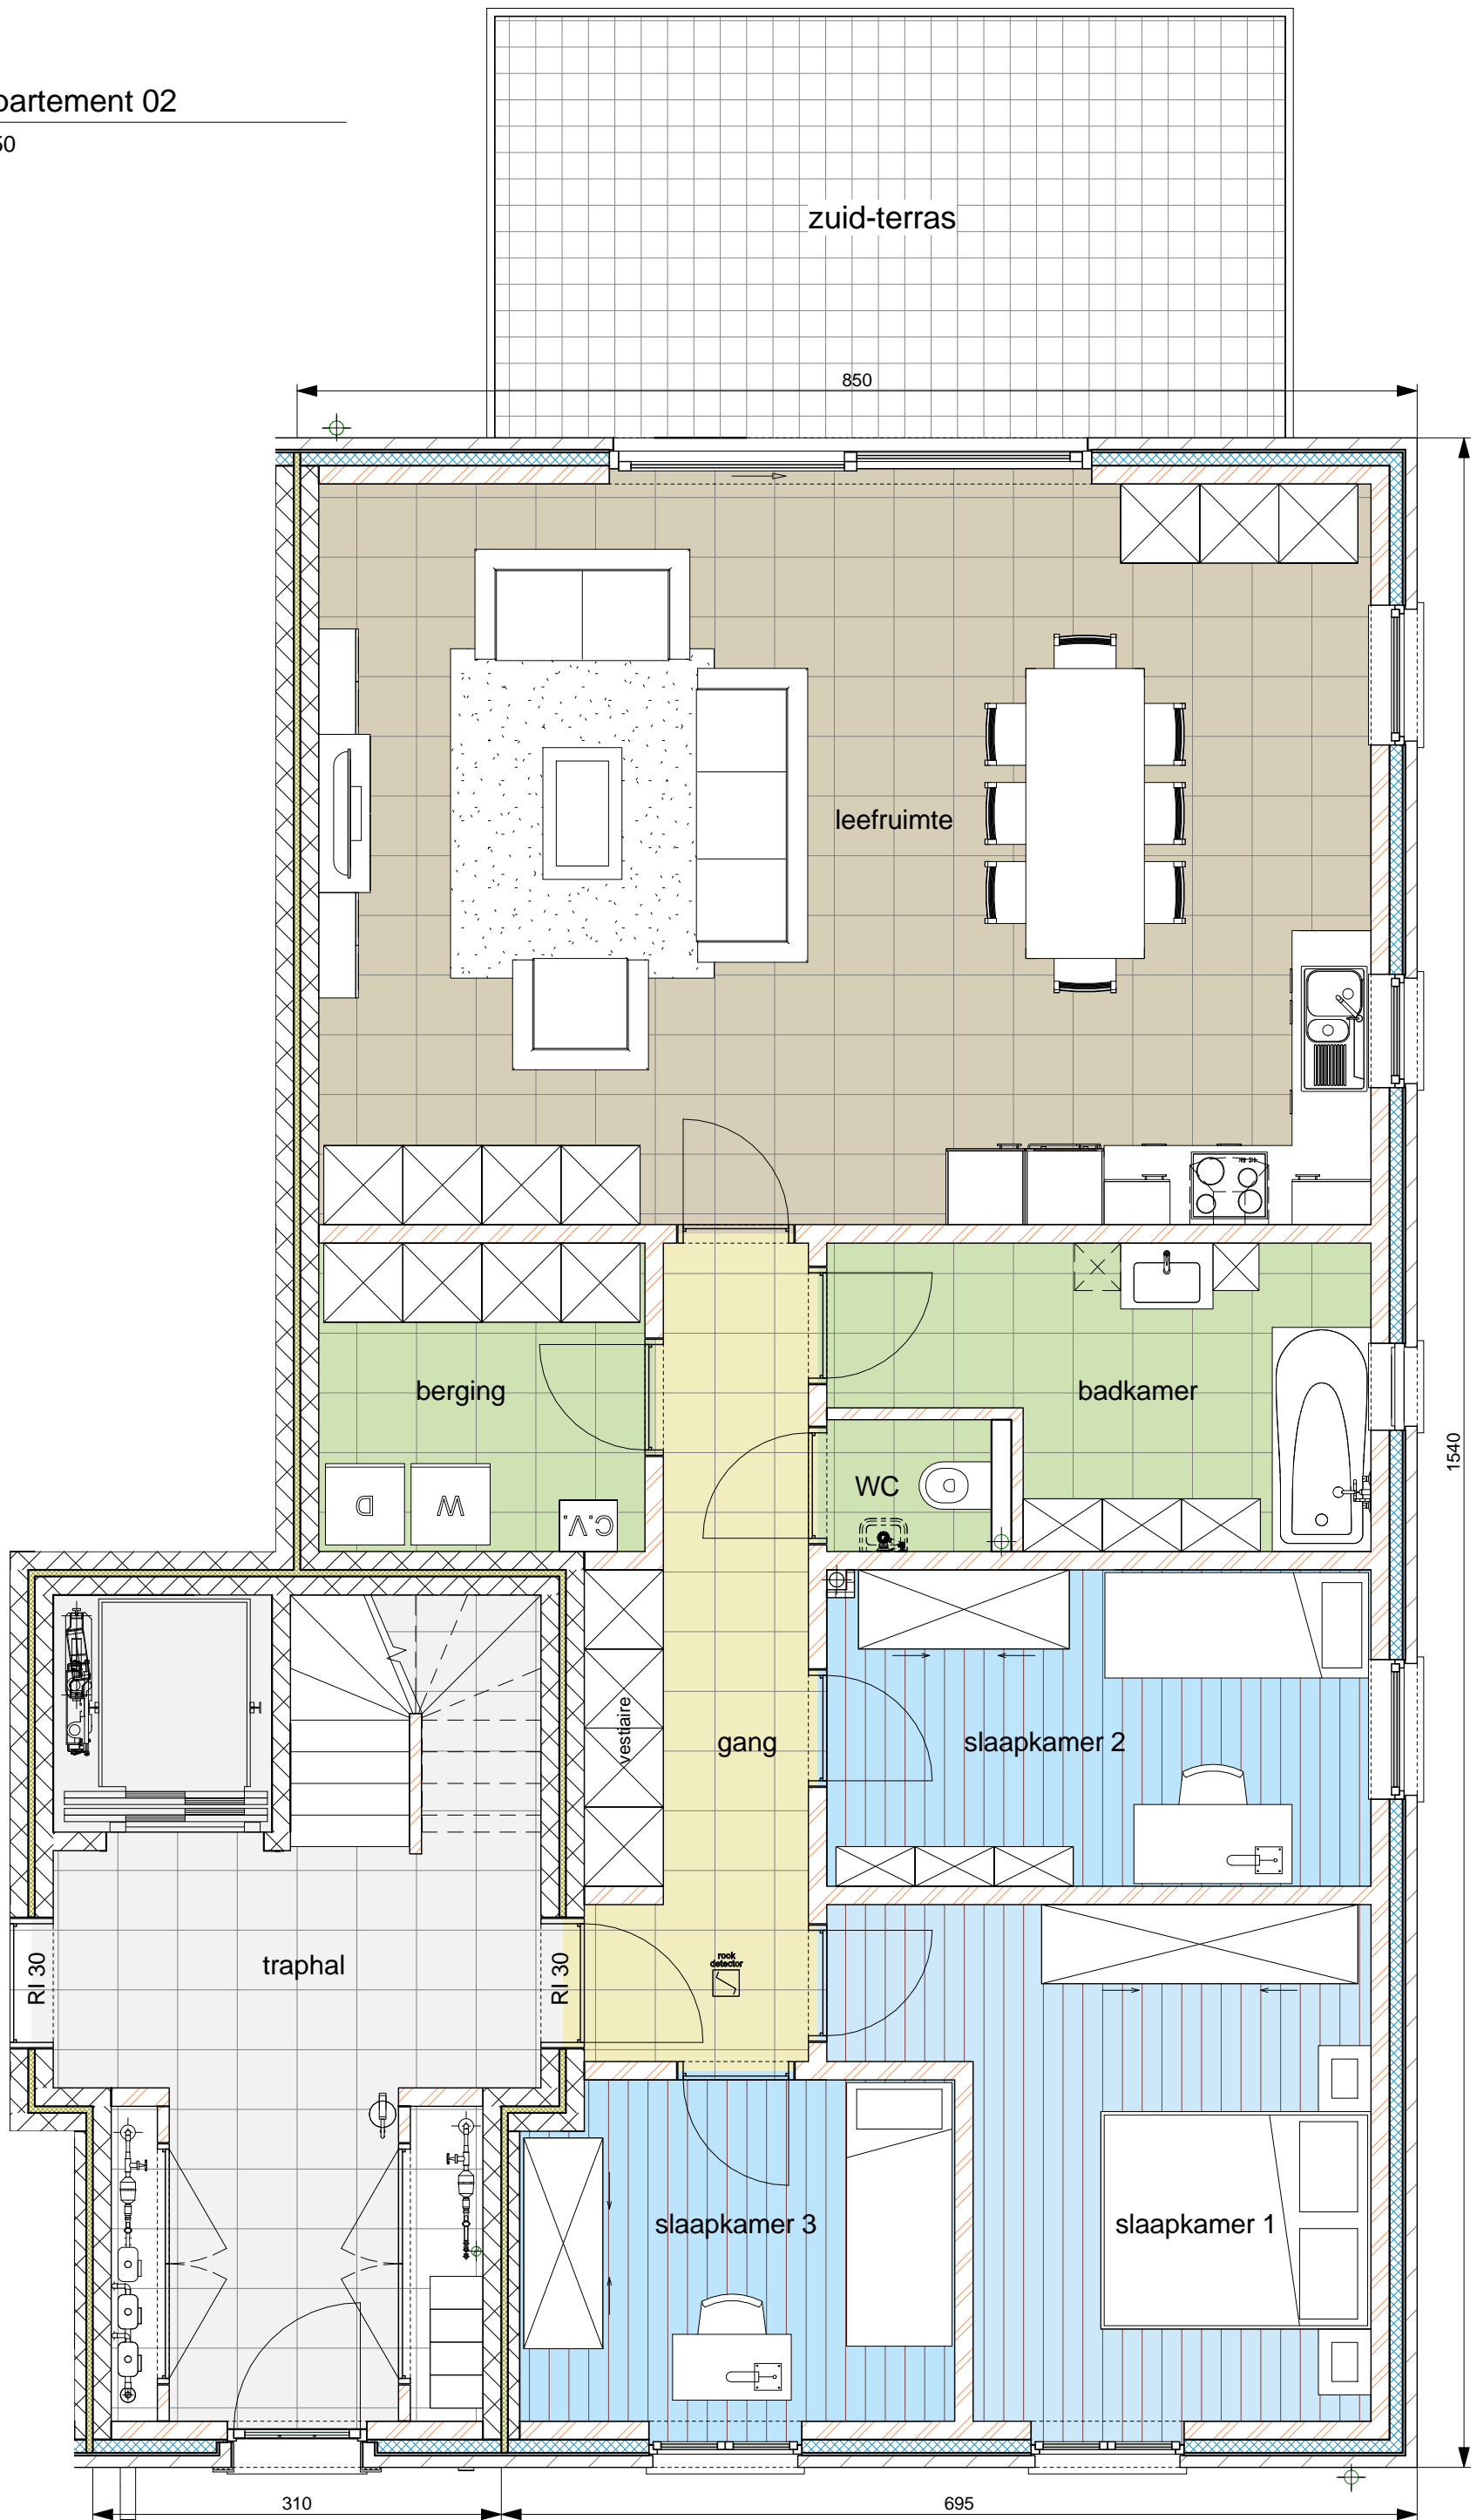 partement 02
50
zuid-terras
850
leefruimte
1540
berging
badkamer
WC
D
W
C.V.
vestiaire
gang
slaapkamer 2
traphal
RI 30
RI 30
rook
detector
slaapkamer 3
slaapkamer 1
310
695